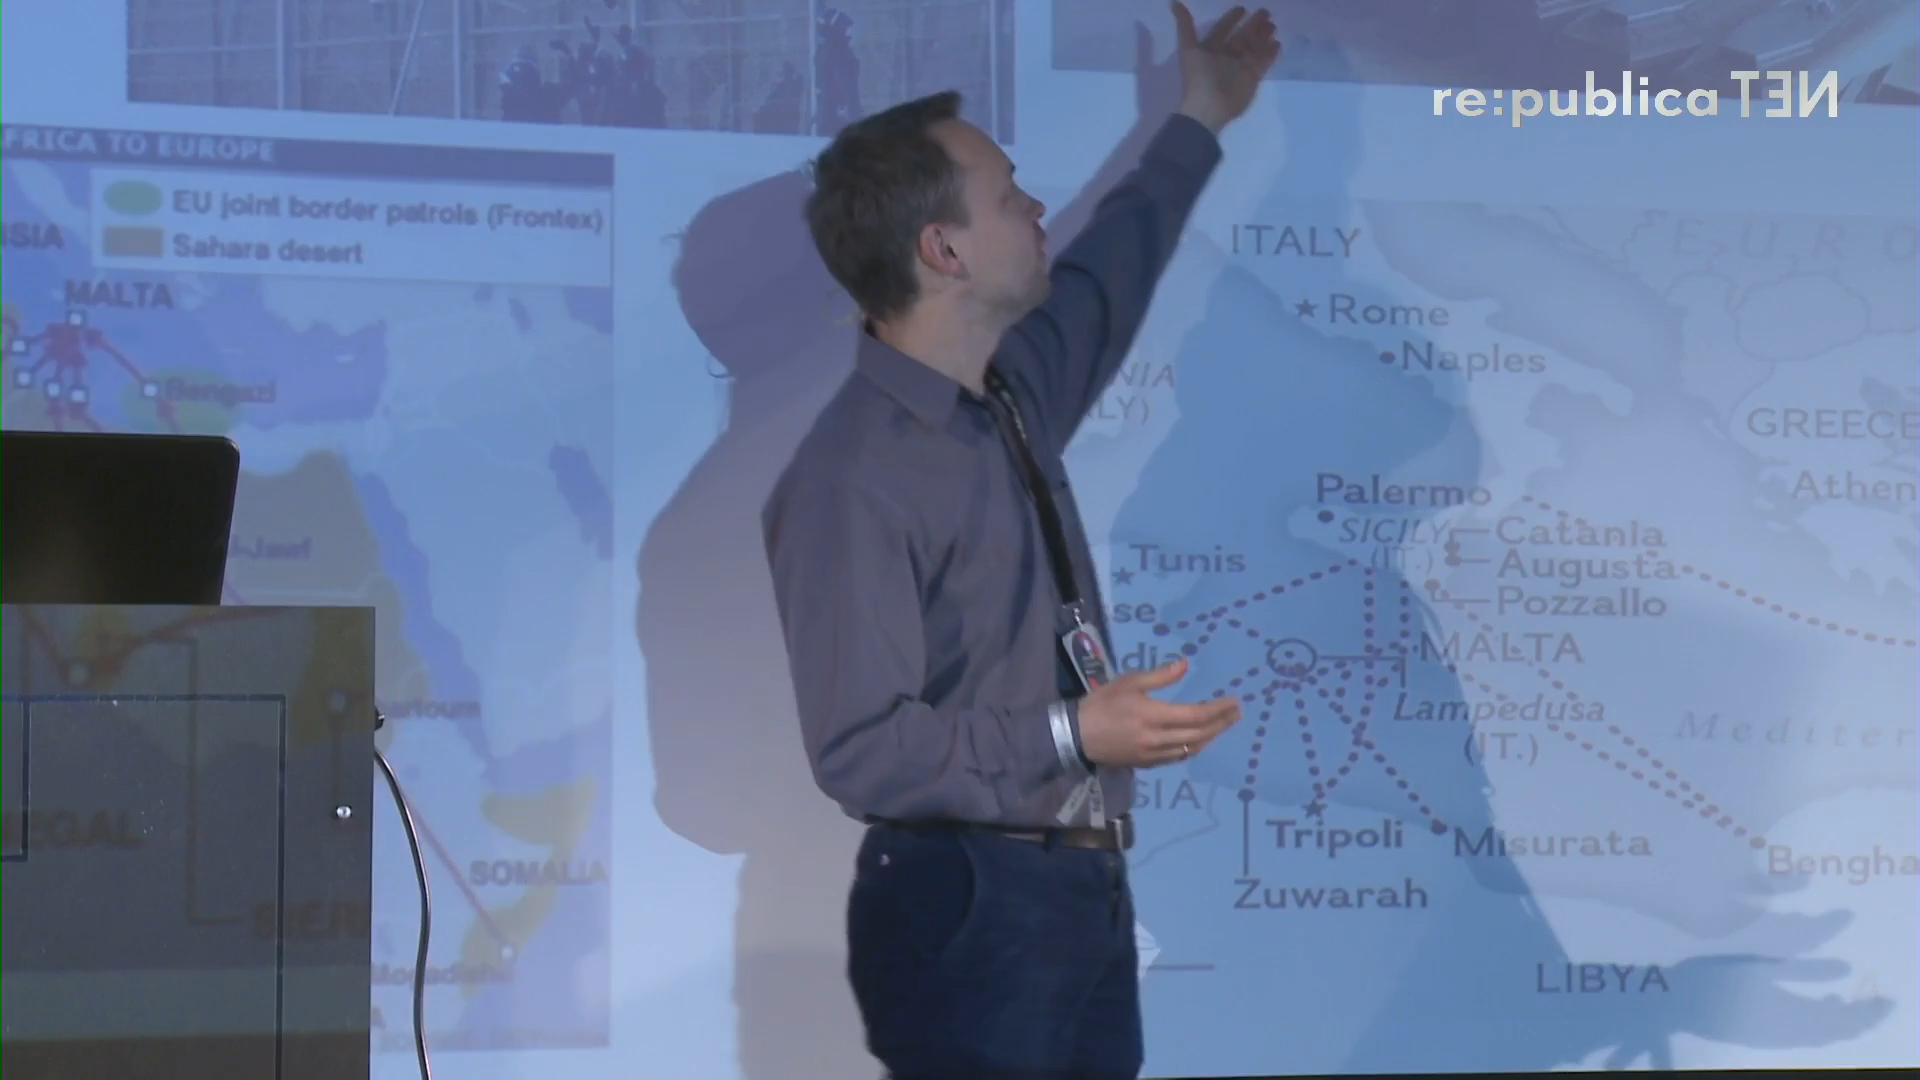 re:publica TEN
AFRICA TO EUROPE
EU joint border patrols (Frontex)
Sahara desert
MALTA
Bengazi
SOMALIA
Mogadishu
ITALY
Rome
Naples
GREECE
Palermo
SICILY
(IT.)
Catania
Augusta
Pozzallo
Tunis
MALTA
Lampedusa
(IT.)
Tripoli
Misurata
Zuwarah
LIBYA